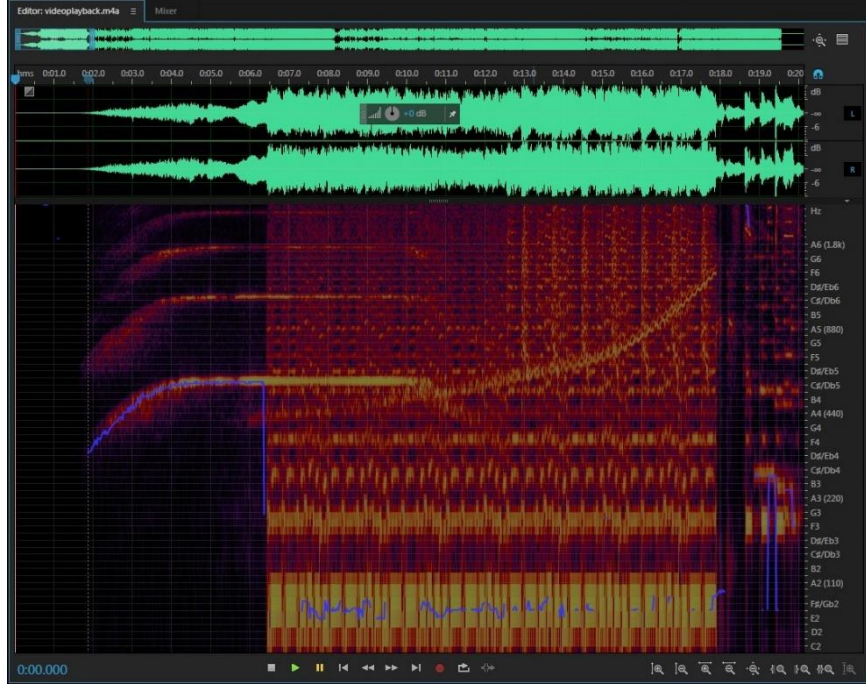 Editor: videoplayback.m4a ≡ Mixer
hms 0:01.0 0:02.0 0:03.0 0:04.0 0:05.0 0:06.0 0:07.0 0:08.0 0:09.0 0:10.0 0:11.0 0:12.0 0:13.0 0:14.0 0:15.0 0:16.0 0:17.0 0:18.0 0:19.0 0:20
dB
+0 dB
-∞ L
-6
dB
-∞ R
-6
Hz
A6 (1.8k)
G6
F6
D♯/Eb6
C♯/Db6
B5
A5 (880)
G5
F5
D♯/Eb5
C♯/Db5
B4
A4 (440)
G4
F4
D♯/Eb4
C♯/Db4
B3
A3 (220)
G3
F3
D♯/Eb3
C♯/Db3
B2
A2 (110)
F♯/Gb2
E2
D2
C2
0:00.000